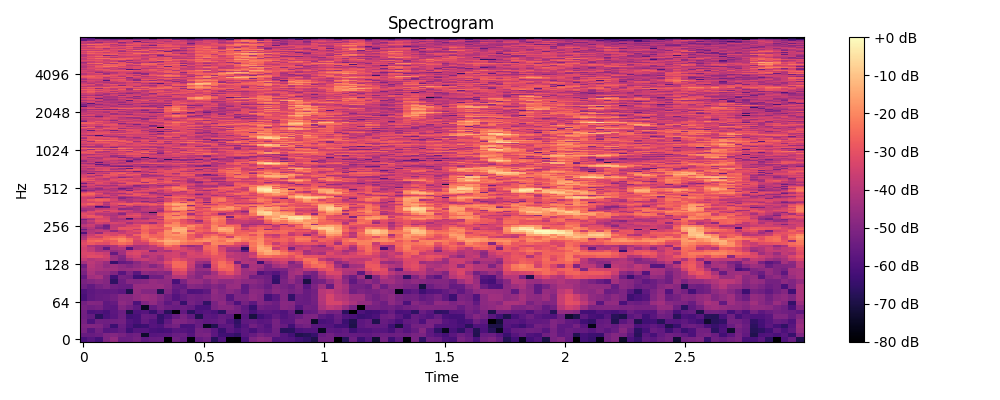 Spectrogram
Hz
4096
2048
1024
512
256
128
64
0
0 0.5 1 1.5 2 2.5
Time
+0 dB
-10 dB
-20 dB
-30 dB
-40 dB
-50 dB
-60 dB
-70 dB
-80 dB